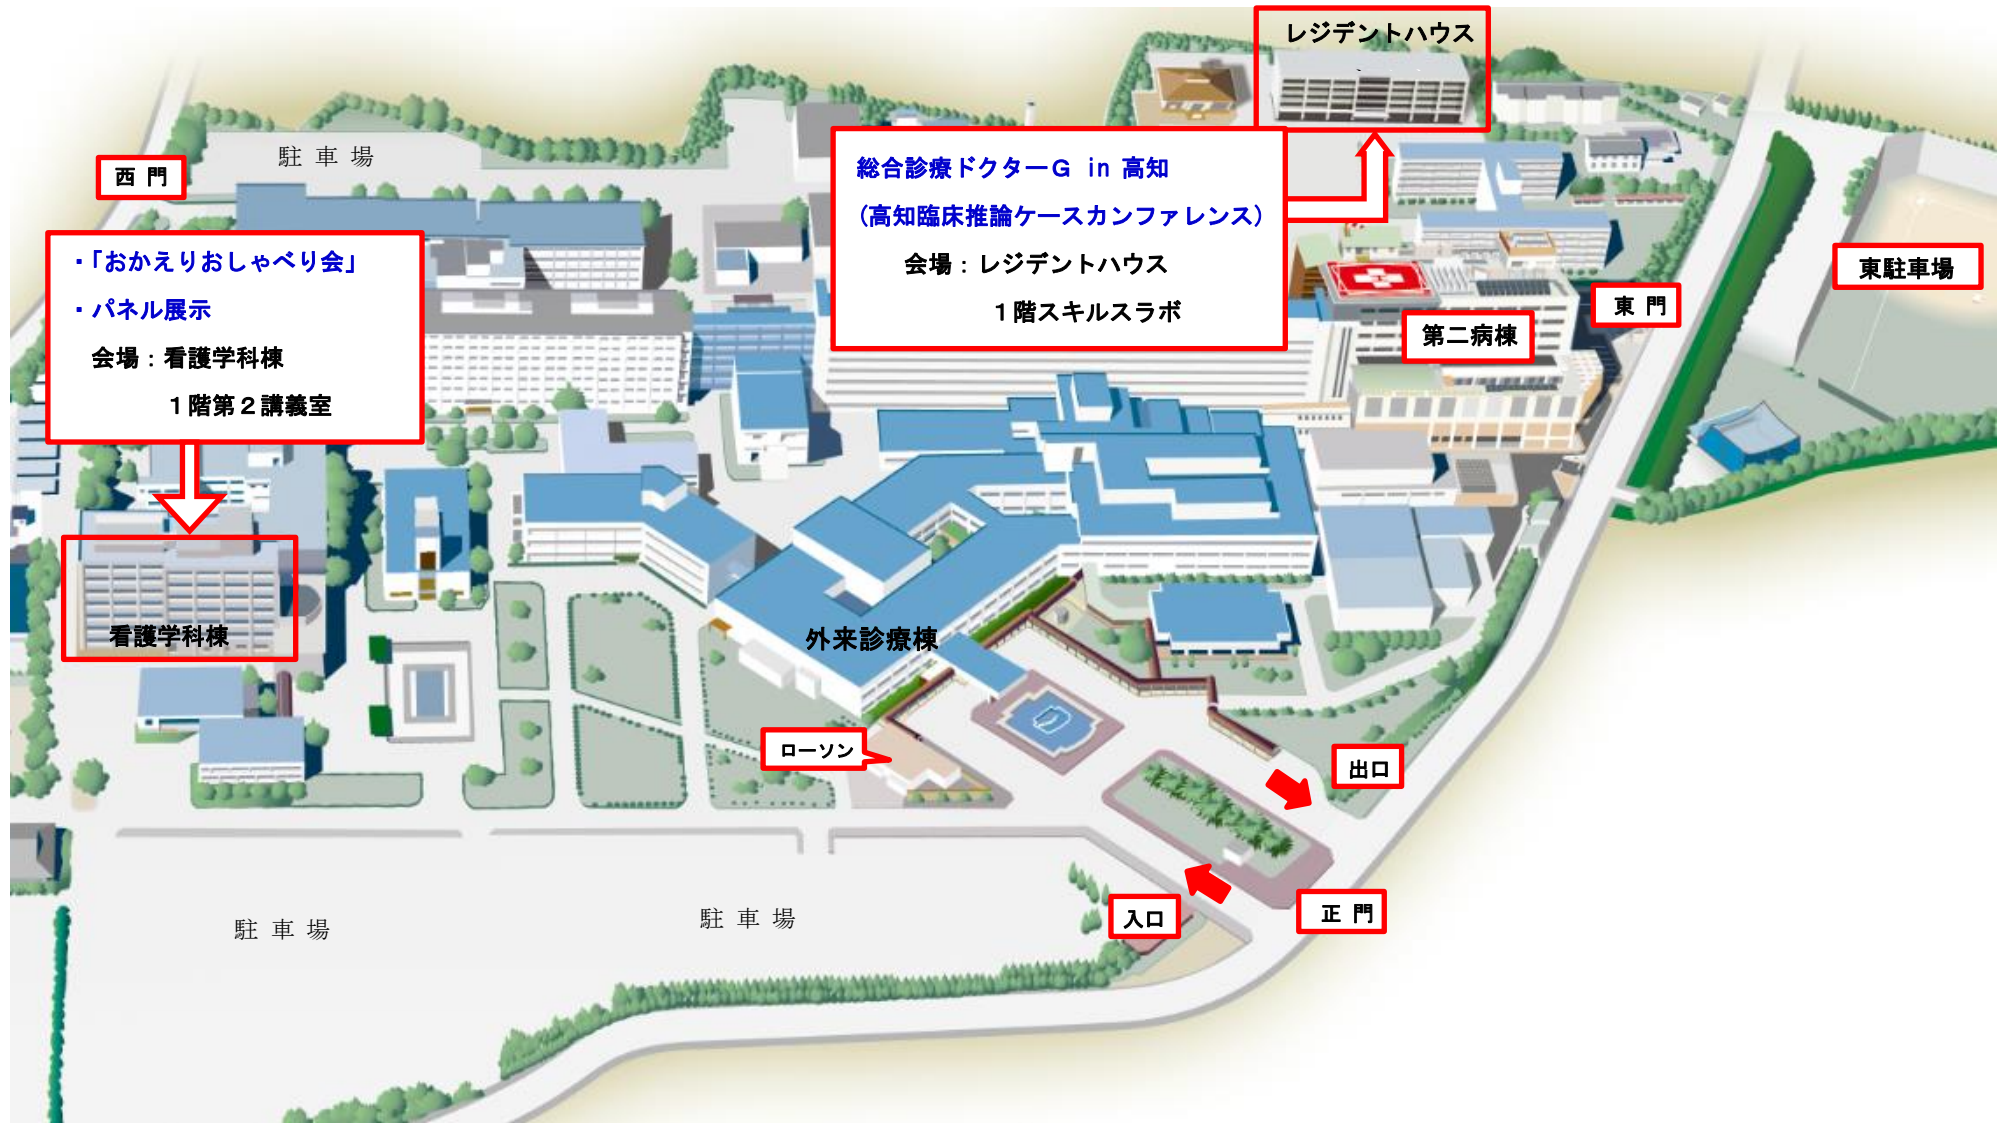 レジデントハウス
駐 車 場
西 門
総合診療ドクターG in 高知
（高知臨床推論ケースカンファレンス）
会場：レジデントハウス
1階スキルスラボ
・「おかえりおしゃべり会」
・パネル展示
会場：看護学科棟
1階第2講義室
東駐車場
東 門
第二病棟
看護学科棟
外来診療棟
ローソン
出口
入口
正 門
駐 車 場
駐 車 場